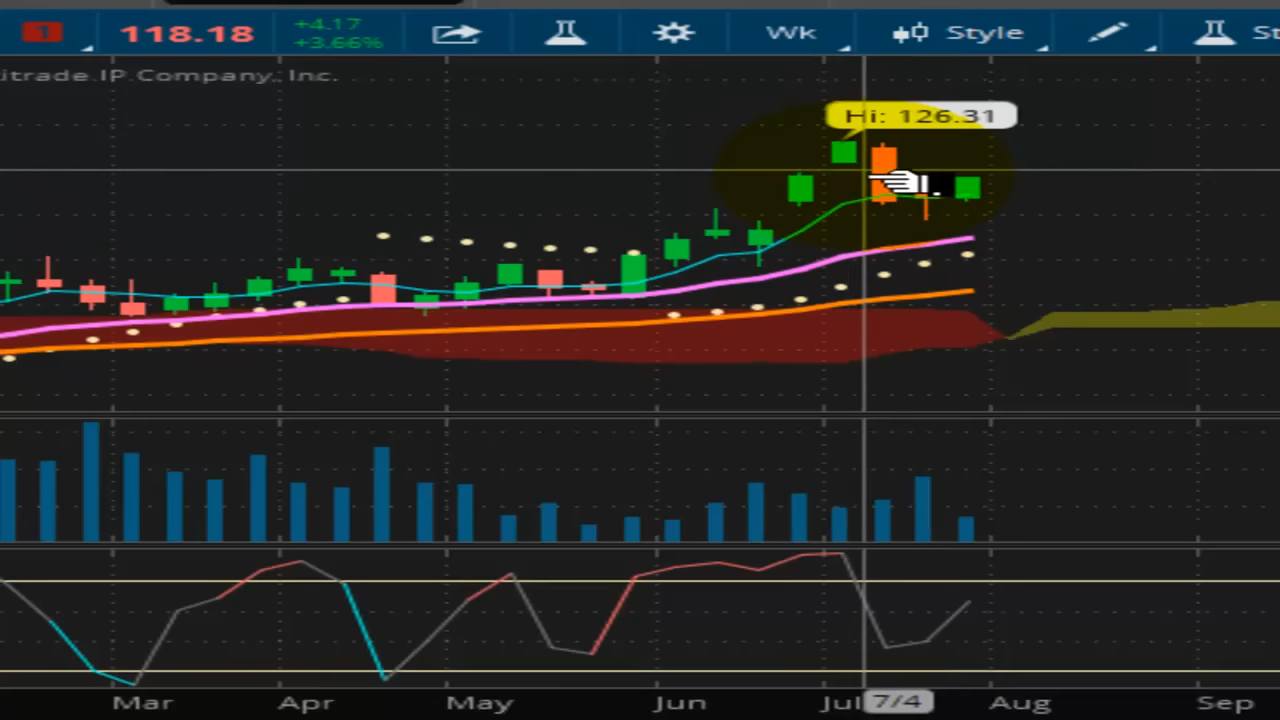 1 118.18 +4.17 Wk Style St
+3.66%
itrade IP Company, Inc.
Hi: 126.31
Mar Apr May Jun Jul 7/4 Aug Sep